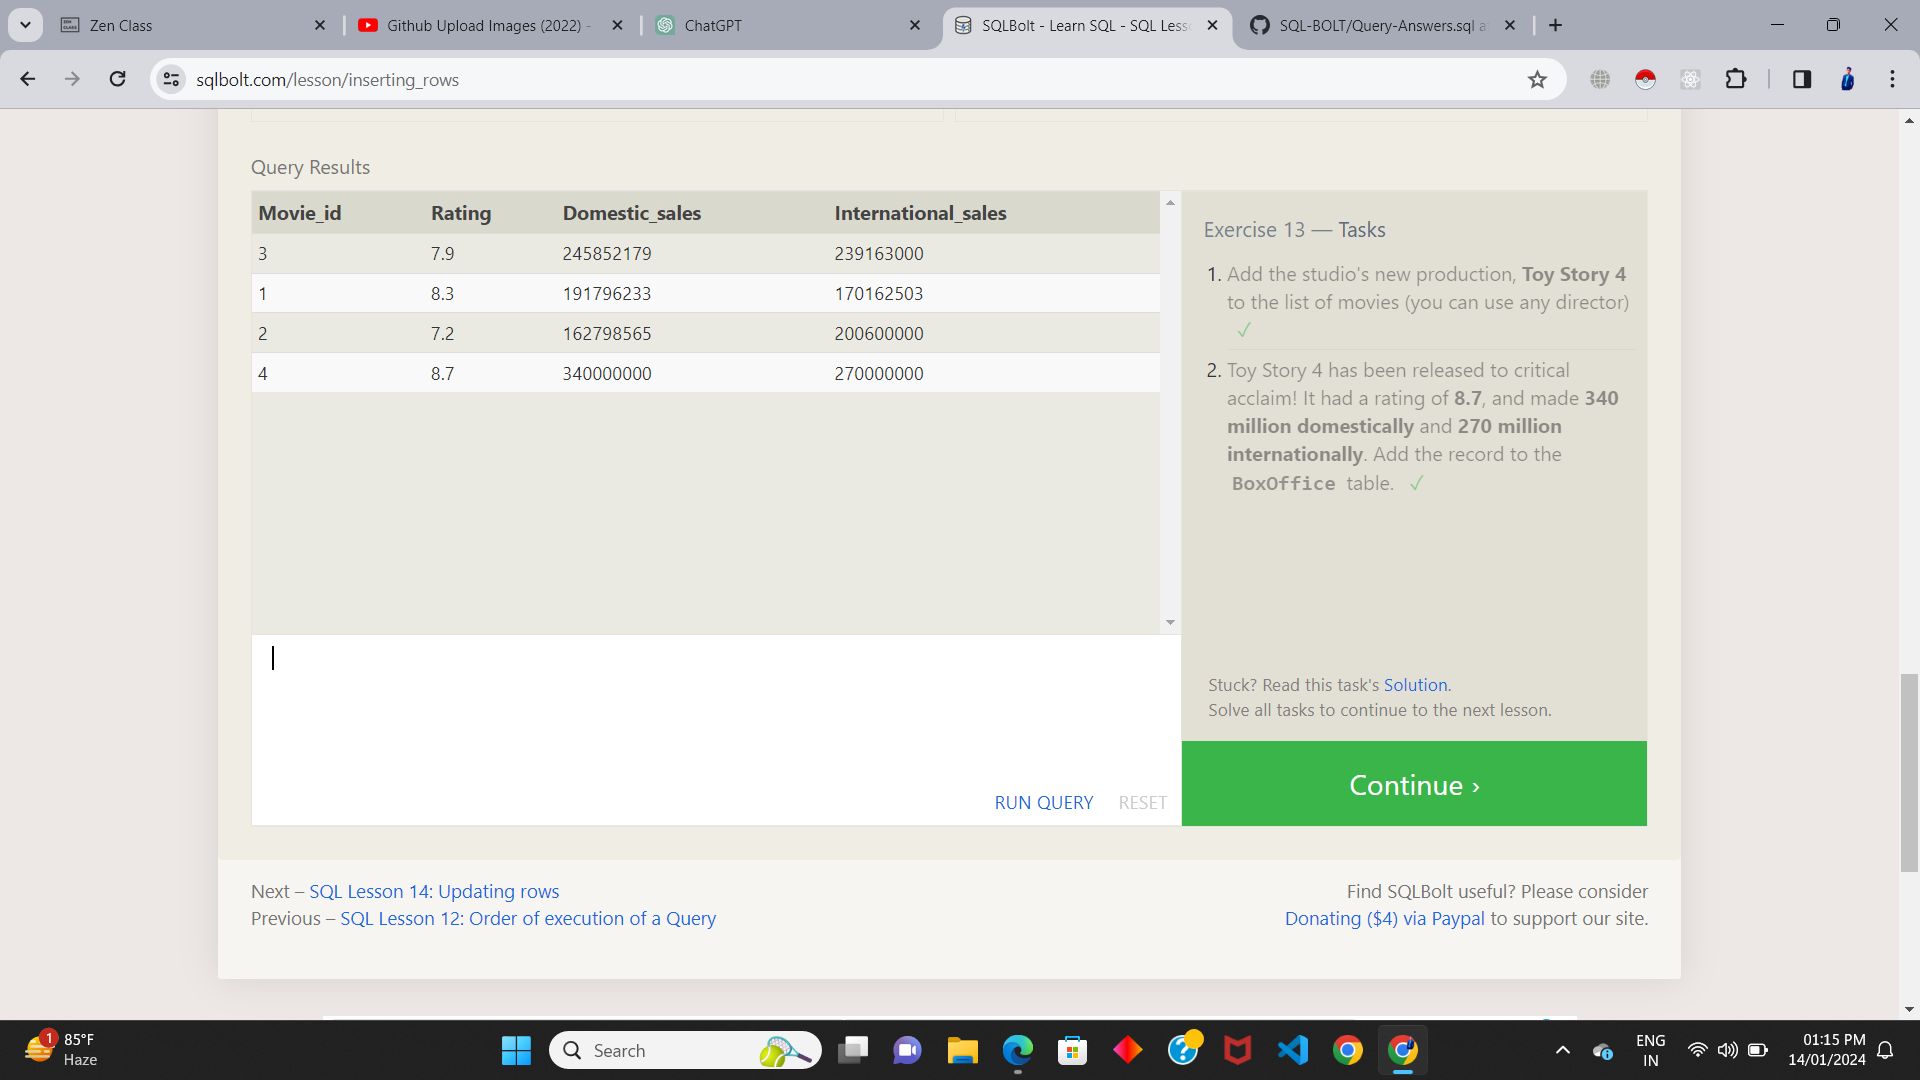 Zen Class
Github Upload Images (2022) -
ChatGPT
SQLBolt - Learn SQL - SQL Less
SQL-BOLT/Query-Answers.sql a
sqlbolt.com/lesson/inserting_rows
Query Results
Movie_id Rating Domestic_sales International_sales
3 7.9 245852179 239163000
1 8.3 191796233 170162503
2 7.2 162798565 200600000
4 8.7 340000000 270000000
RUN QUERY RESET
Exercise 13 — Tasks
1. Add the studio's new production, Toy Story 4
to the list of movies (you can use any director)
✓
2. Toy Story 4 has been released to critical
acclaim! It had a rating of 8.7, and made 340
million domestically and 270 million
internationally. Add the record to the
BoxOffice table. ✓
Stuck? Read this task's Solution.
Solve all tasks to continue to the next lesson.
Continue ›
Next – SQL Lesson 14: Updating rows
Previous – SQL Lesson 12: Order of execution of a Query
Find SQLBolt useful? Please consider
Donating ($4) via Paypal to support our site.
1
85°F
Haze
Search
ENG
IN
01:15 PM
14/01/2024